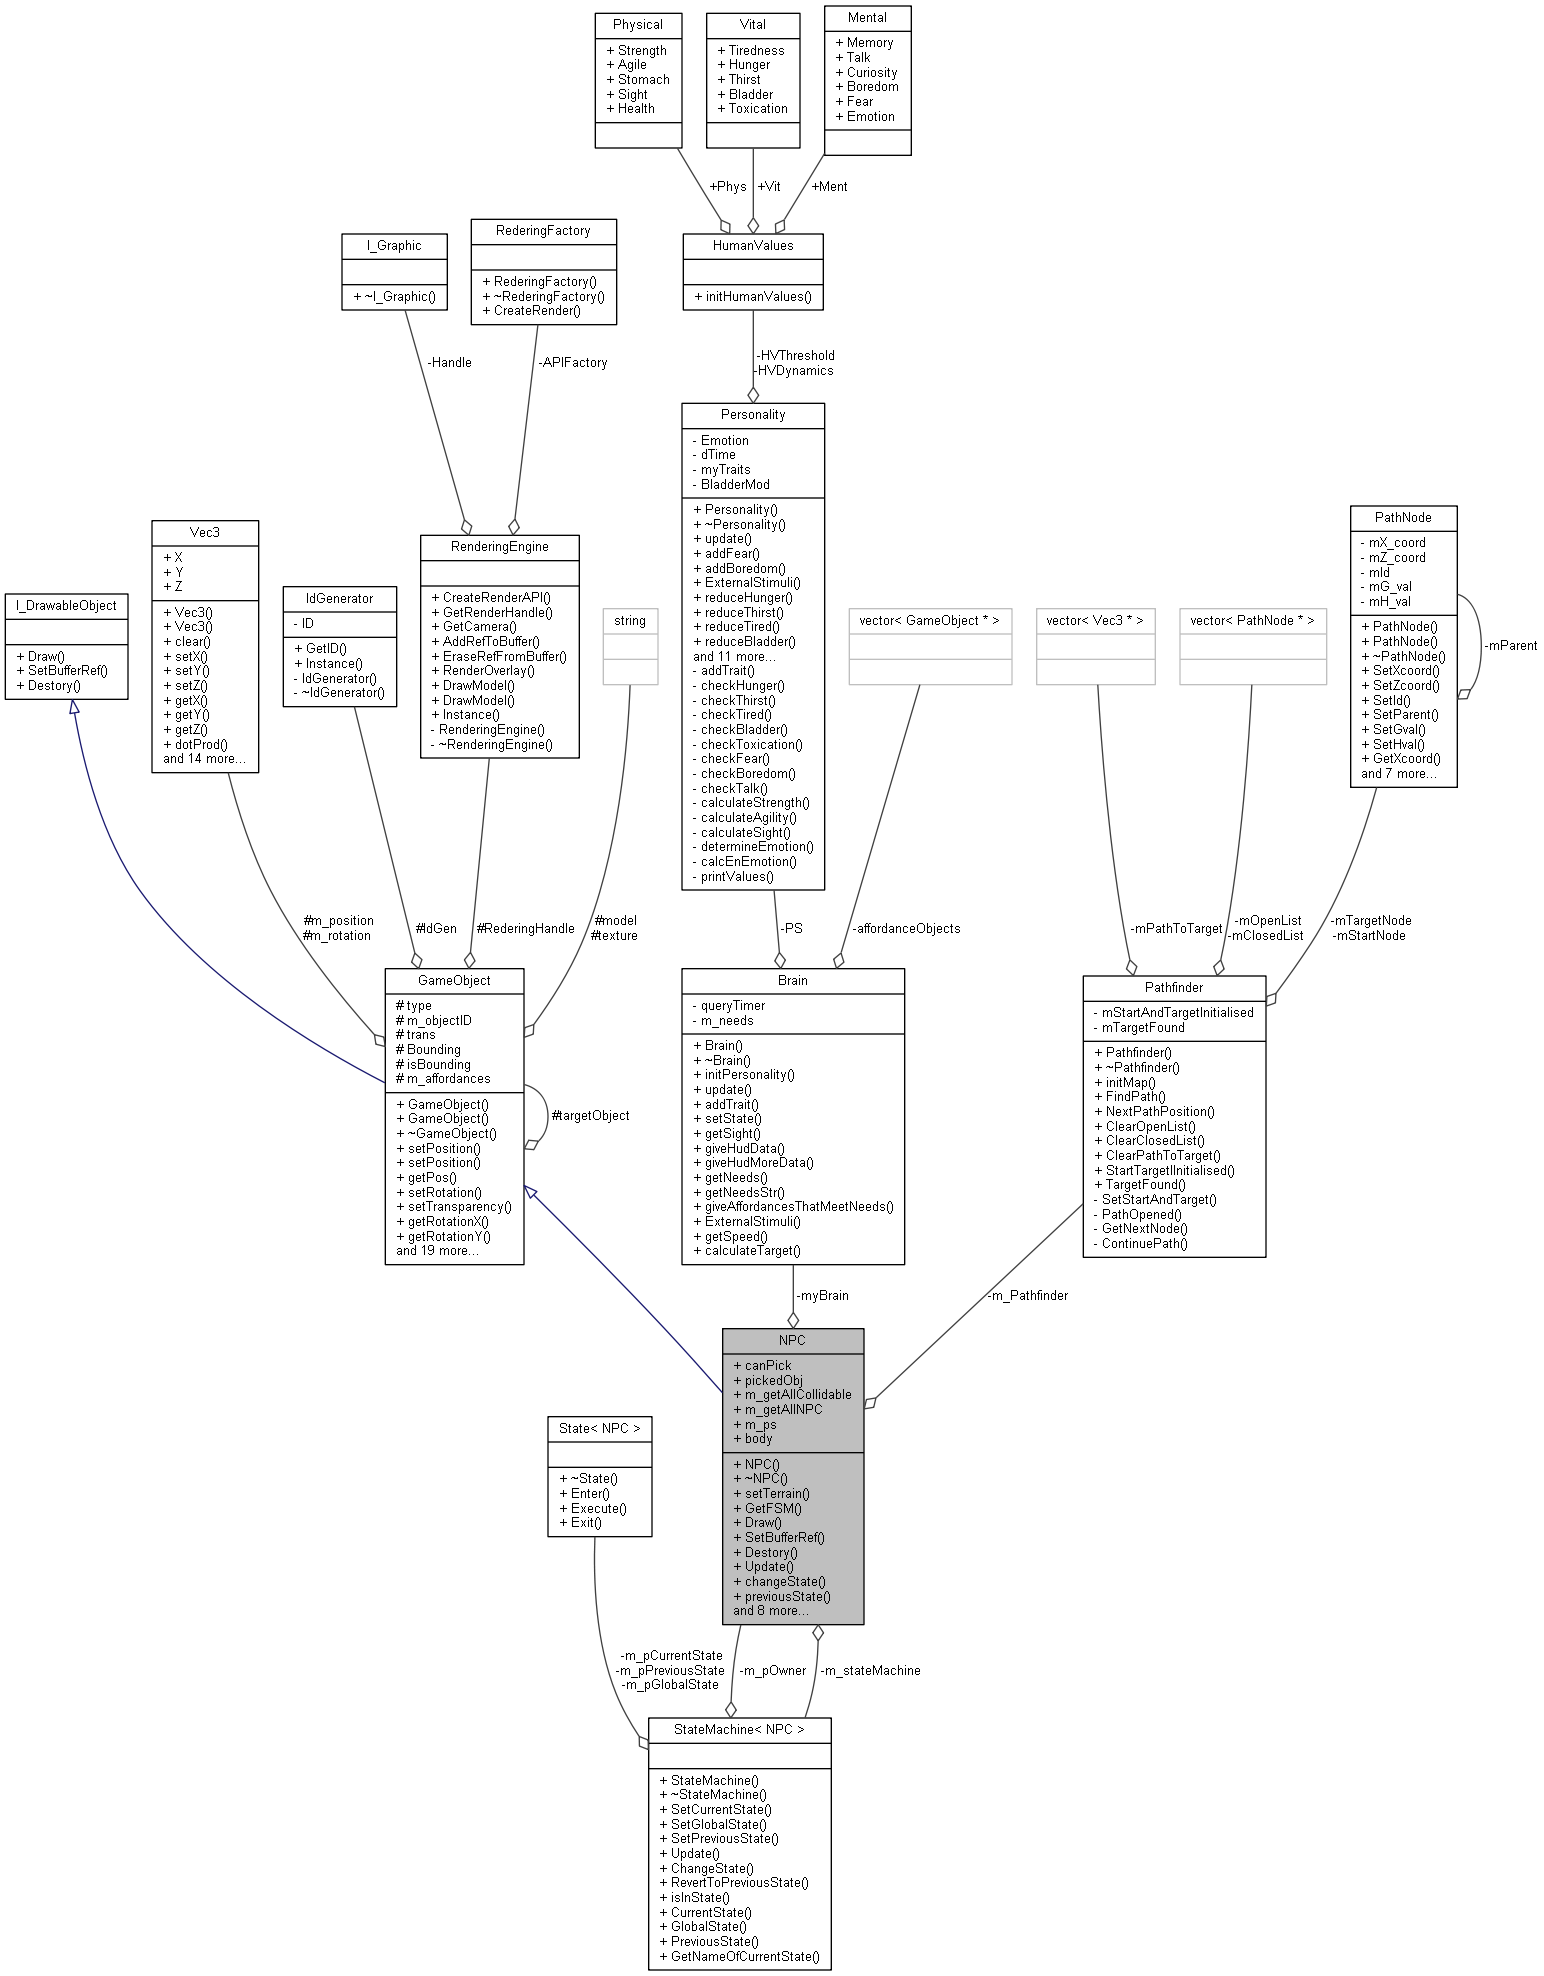 Physical
+ Strength
+ Agile
+ Stomach
+ Sight
+ Health
Vital
+ Tiredness
+ Hunger
+ Thirst
+ Bladder
+ Toxication
Mental
+ Memory
+ Talk
+ Curiosity
+ Boredom
+ Fear
+ Emotion
+Phys
+Vit
+Ment
I_Graphic
+ ~I_Graphic()
RederingFactory
+ RederingFactory()
+ ~RederingFactory()
+ CreateRender()
HumanValues
+ initHumanValues()
-Handle
-APIFactory
-HVThreshold
-HVDynamics
I_DrawableObject
+ Draw()
+ SetBufferRef()
+ Destory()
Vec3
+ X
+ Y
+ Z
+ Vec3()
+ Vec3()
+ clear()
+ setX()
+ setY()
+ setZ()
+ getX()
+ getY()
+ getZ()
+ dotProd()
and 14 more...
IdGenerator
- ID
+ GetID()
+ Instance()
- IdGenerator()
- ~IdGenerator()
RenderingEngine
+ CreateRenderAPI()
+ GetRenderHandle()
+ GetCamera()
+ AddRefToBuffer()
+ EraseRefFromBuffer()
+ RenderOverlay()
+ DrawModel()
+ DrawModel()
+ Instance()
- RenderingEngine()
- ~RenderingEngine()
string
Personality
- Emotion
- dTime
- myTraits
- BladderMod
+ Personality()
+ ~Personality()
+ update()
+ addFear()
+ addBoredom()
+ ExternalStimuli()
+ reduceHunger()
+ reduceThirst()
+ reduceTired()
+ reduceBladder()
and 11 more...
- addTrait()
- checkHunger()
- checkThirst()
- checkTired()
- checkBladder()
- checkToxication()
- checkFear()
- checkBoredom()
- checkTalk()
- calculateStrength()
- calculateAgility()
- calculateSight()
- determineEmotion()
- calcEnEmotion()
- printValues()
vector< GameObject * >
vector< Vec3 * >
vector< PathNode * >
PathNode
- mX_coord
- mZ_coord
- mId
- mG_val
- mH_val
+ PathNode()
+ PathNode()
+ ~PathNode()
+ SetXcoord()
+ SetZcoord()
+ SetId()
+ SetParent()
+ SetGval()
+ SetHval()
+ GetXcoord()
and 7 more...
-mParent
#m_position
#m_rotation
#IdGen
#RederingHandle
#model
#texture
-PS
-affordanceObjects
-mPathToTarget
-mOpenList
-mClosedList
-mTargetNode
-mStartNode
GameObject
# type
# m_objectID
# trans
# Bounding
# isBounding
# m_affordances
+ GameObject()
+ GameObject()
+ ~GameObject()
+ setPosition()
+ setPosition()
+ getPos()
+ setRotation()
+ setTransparency()
+ getRotationX()
+ getRotationY()
and 19 more...
#targetObject
Brain
- queryTimer
- m_needs
+ Brain()
+ ~Brain()
+ initPersonality()
+ update()
+ addTrait()
+ setState()
+ getSight()
+ giveHudData()
+ giveHudMoreData()
+ getNeeds()
+ getNeedsStr()
+ giveAffordancesThatMeetNeeds()
+ ExternalStimuli()
+ getSpeed()
+ calculateTarget()
Pathfinder
- mStartAndTargetInitialised
- mTargetFound
+ Pathfinder()
+ ~Pathfinder()
+ initMap()
+ FindPath()
+ NextPathPosition()
+ ClearOpenList()
+ ClearClosedList()
+ ClearPathToTarget()
+ StartTargetIInitialised()
+ TargetFound()
- SetStartAndTarget()
- PathOpened()
- GetNextNode()
- ContinuePath()
-myBrain
-m_Pathfinder
NPC
+ canPick
+ pickedObj
+ m_getAllCollidable
+ m_getAllNPC
+ m_ps
+ body
+ NPC()
+ ~NPC()
+ setTerrain()
+ GetFSM()
+ Draw()
+ SetBufferRef()
+ Destory()
+ Update()
+ changeState()
+ previousState()
and 8 more...
State< NPC >
+ ~State()
+ Enter()
+ Execute()
+ Exit()
-m_pCurrentState
-m_pPreviousState
-m_pGlobalState
-m_pOwner
-m_stateMachine
StateMachine< NPC >
+ StateMachine()
+ ~StateMachine()
+ SetCurrentState()
+ SetGlobalState()
+ SetPreviousState()
+ Update()
+ ChangeState()
+ RevertToPreviousState()
+ isInState()
+ CurrentState()
+ GlobalState()
+ PreviousState()
+ GetNameOfCurrentState()